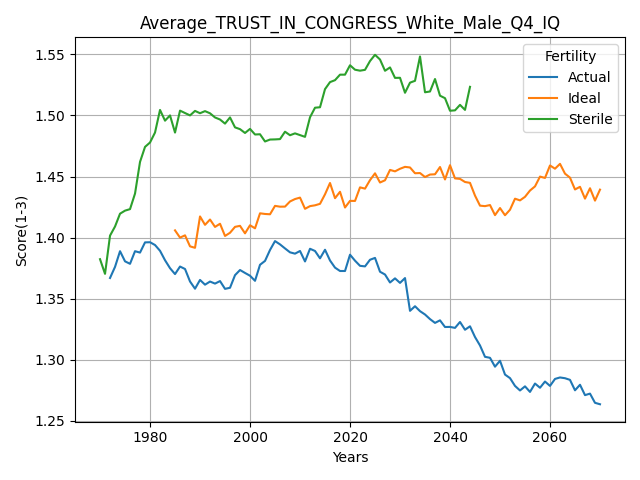 Average_TRUST_IN_CONGRESS_White_Male_Q4_IQ
Score(1-3)
1.55
1.50
1.45
1.40
1.35
1.30
1.25
Fertility
Actual
Ideal
Sterile
1980 2000 2020 2040 2060
Years